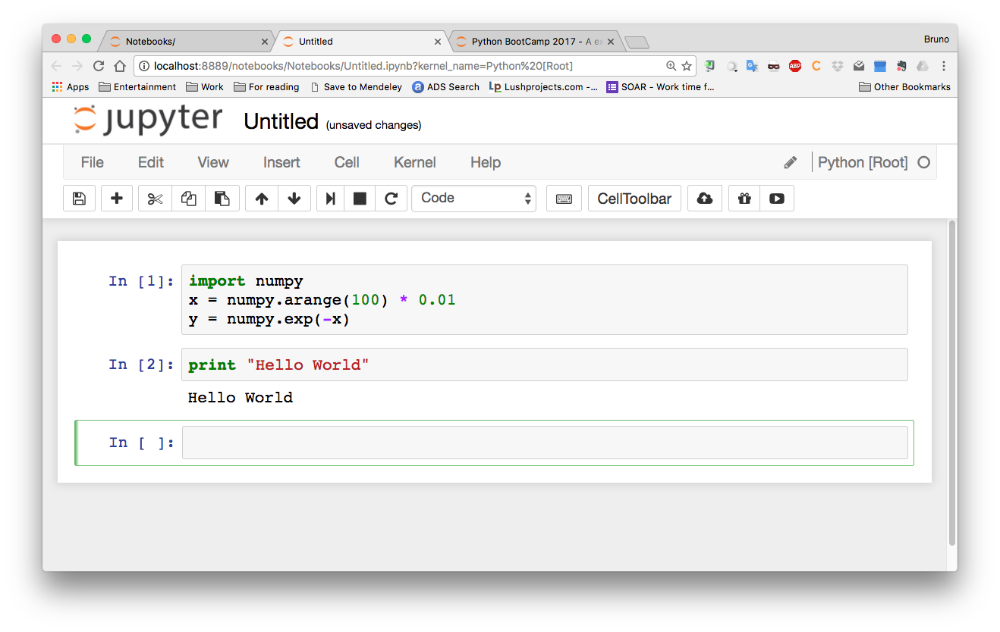 Notebooks/
Untitled
Python BootCamp 2017 - A ex
Bruno
localhost:8889/notebooks/Notebooks/Untitled.ipynb?kernel_name=Python%20[Root]
ABP
C
Apps Entertainment Work For reading Save to Mendeley a ADS Search Lp Lushprojects.com -... SOAR - Work time f... Other Bookmarks
jupyter Untitled (unsaved changes)
File Edit View Insert Cell Kernel Help Python [Root]
Code CellToolbar
In [1]: import numpy
x = numpy.arange(100) * 0.01
y = numpy.exp(-x)
In [2]: print "Hello World"
Hello World
In [ ]: